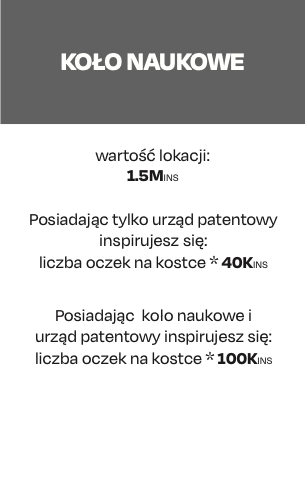 KOŁO NAUKOWE
wartość lokacji:
1.5MINS
Posiadając tylko urząd patentowy
inspirujesz się:
liczba oczek na kostce * 40KINS
Posiadając koło naukowe i
urząd patentowy inspirujesz się:
liczba oczek na kostce * 100KINS